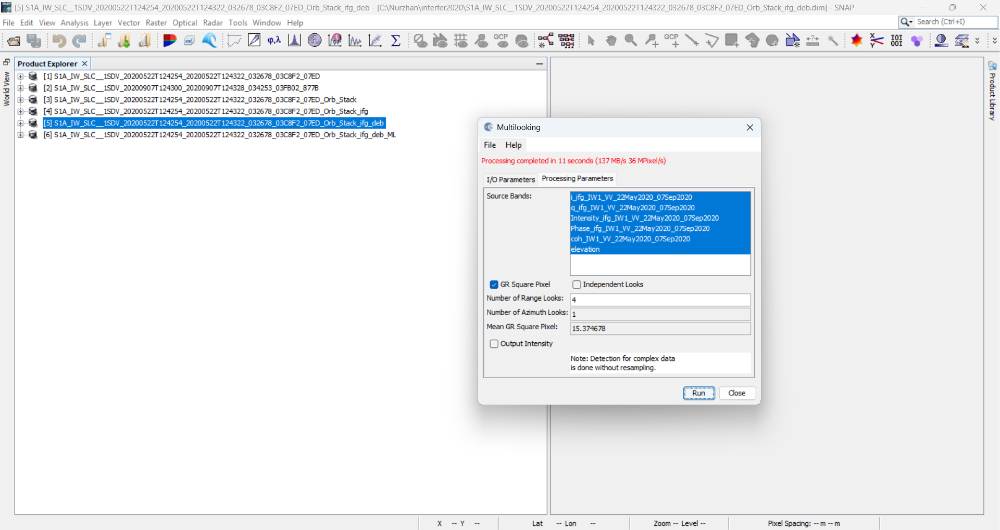 [5] S1A_IW_SLC__1SDV_20200522T124254_20200522T124322_032678_03C8F2_07ED_Orb_Stack_ifg_deb - [C:\Nurzhan\interfer2020\S1A_IW_SLC__1SDV_20200522T124254_20200522T124322_032678_03C8F2_07ED_Orb_Stack_ifg_deb.dim] - SNAP
File Edit View Analysis Layer Vector Raster Optical Radar Tools Window Help
Search (Ctrl+I)
φ,λ
Σ
GCP
GCP
Product Explorer
World View
Product Library
[1] S1A_IW_SLC__1SDV_20200522T124254_20200522T124322_032678_03C8F2_07ED
[2] S1A_IW_SLC__1SDV_20200907T124300_20200907T124328_034253_03FB02_877B
[3] S1A_IW_SLC__1SDV_20200522T124254_20200522T124322_032678_03C8F2_07ED_Orb_Stack
[4] S1A_IW_SLC__1SDV_20200522T124254_20200522T124322_032678_03C8F2_07ED_Orb_Stack_ifg
[5] S1A_IW_SLC__1SDV_20200522T124254_20200522T124322_032678_03C8F2_07ED_Orb_Stack_ifg_deb
[6] S1A_IW_SLC__1SDV_20200522T124254_20200522T124322_032678_03C8F2_07ED_Orb_Stack_ifg_deb_ML
Multilooking
File Help
Processing completed in 11 seconds (137 MB/s 36 MPixel/s)
I/O Parameters Processing Parameters
Source Bands:
i_ifg_IW1_VV_22May2020_07Sep2020
q_ifg_IW1_VV_22May2020_07Sep2020
Intensity_ifg_IW1_VV_22May2020_07Sep2020
Phase_ifg_IW1_VV_22May2020_07Sep2020
coh_IW1_VV_22May2020_07Sep2020
elevation
GR Square Pixel Independent Looks
Number of Range Looks: 4
Number of Azimuth Looks: 1
Mean GR Square Pixel: 15.374678
Output Intensity
Note: Detection for complex data
is done without resampling.
Run Close
X -- Y -- Lat -- Lon -- Zoom -- Level -- Pixel Spacing: -- m -- m